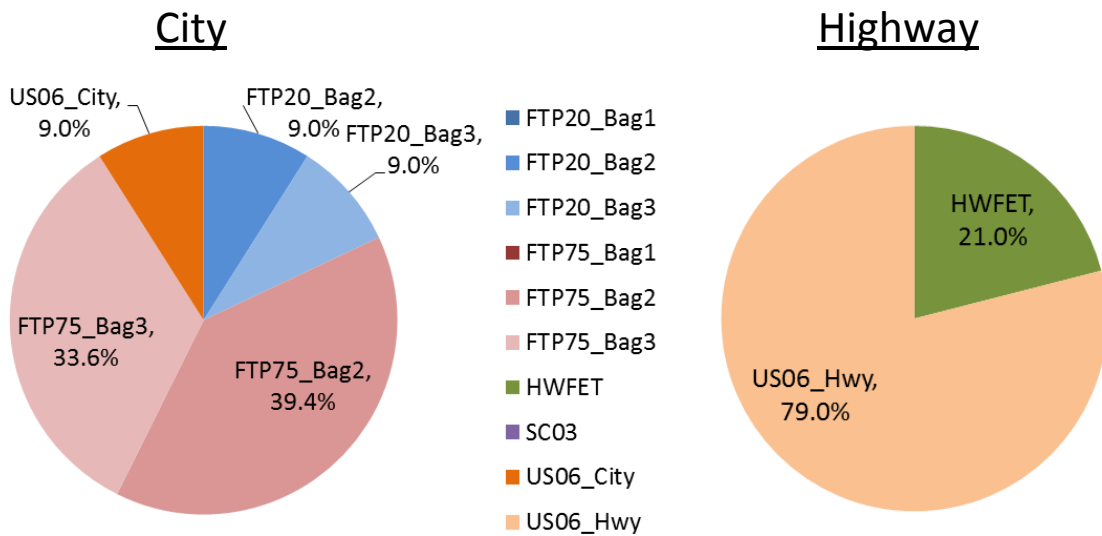 City
US06_City,
9.0%
FTP20_Bag2,
9.0%
FTP20_Bag3,
9.0%
FTP75_Bag3,
33.6%
FTP75_Bag2,
39.4%
FTP20_Bag1
FTP20_Bag2
FTP20_Bag3
FTP75_Bag1
FTP75_Bag2
FTP75_Bag3
HWFET
SC03
US06_City
US06_Hwy
Highway
HWFET,
21.0%
US06_Hwy,
79.0%